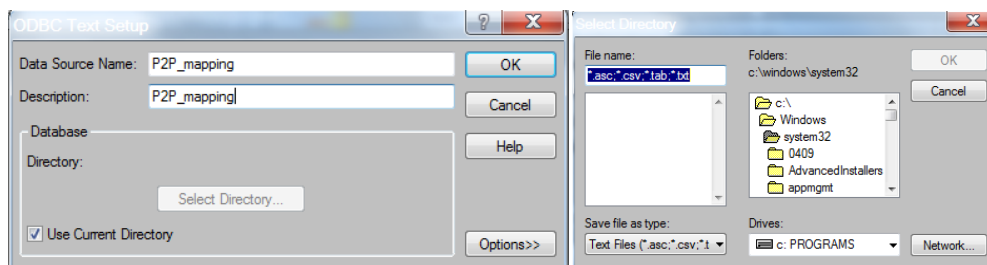 ODBC Text Setup
Data Source Name: P2P_mapping
OK
Description: P2P_mapping
Cancel
Database
Help
Directory:
Select Directory...
Use Current Directory
Options>>
Select Directory
File name:
*.asc;*.csv;*.tab;*.txt
Folders:
c:\windows\system32
OK
Cancel
c:\
Windows
system32
0409
AdvancedInstallers
appmgmt
Save file as type:
Text Files (*.asc;*.csv;*.t
Drives:
c: PROGRAMS
Network...